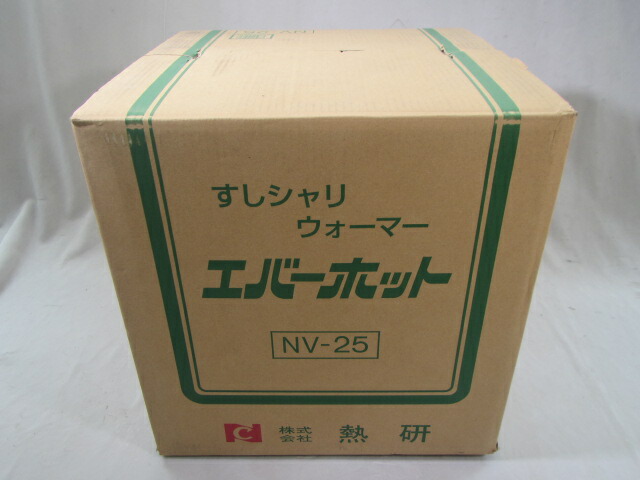 すしシャリ
ウォーマー
エバーホット
NV-25
株式会社 熱研